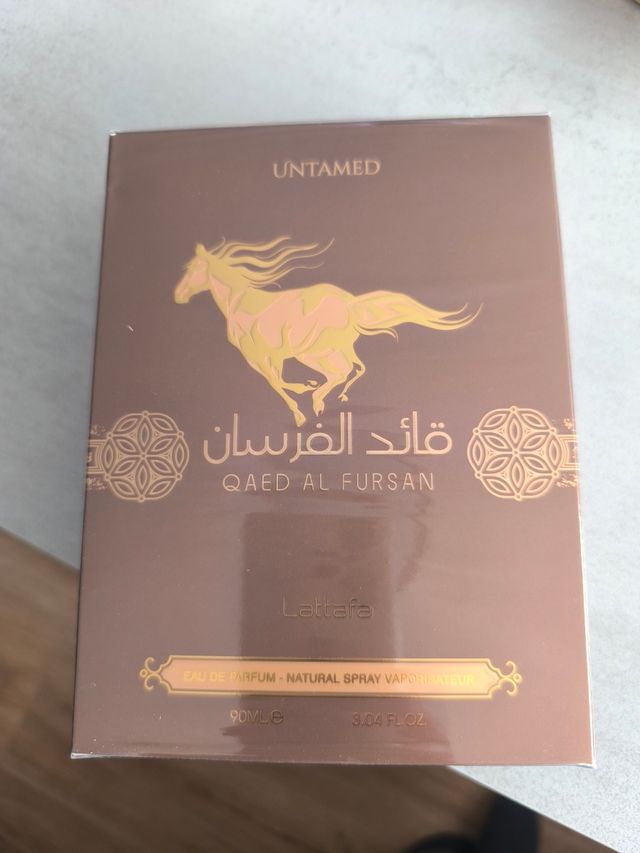 UNTAMED
قائد الفرسان
QAED AL FURSAN
Lattafa
EAU DE PARFUM - NATURAL SPRAY VAPORISATEUR
90ML ℮ 3.04 FL.OZ.